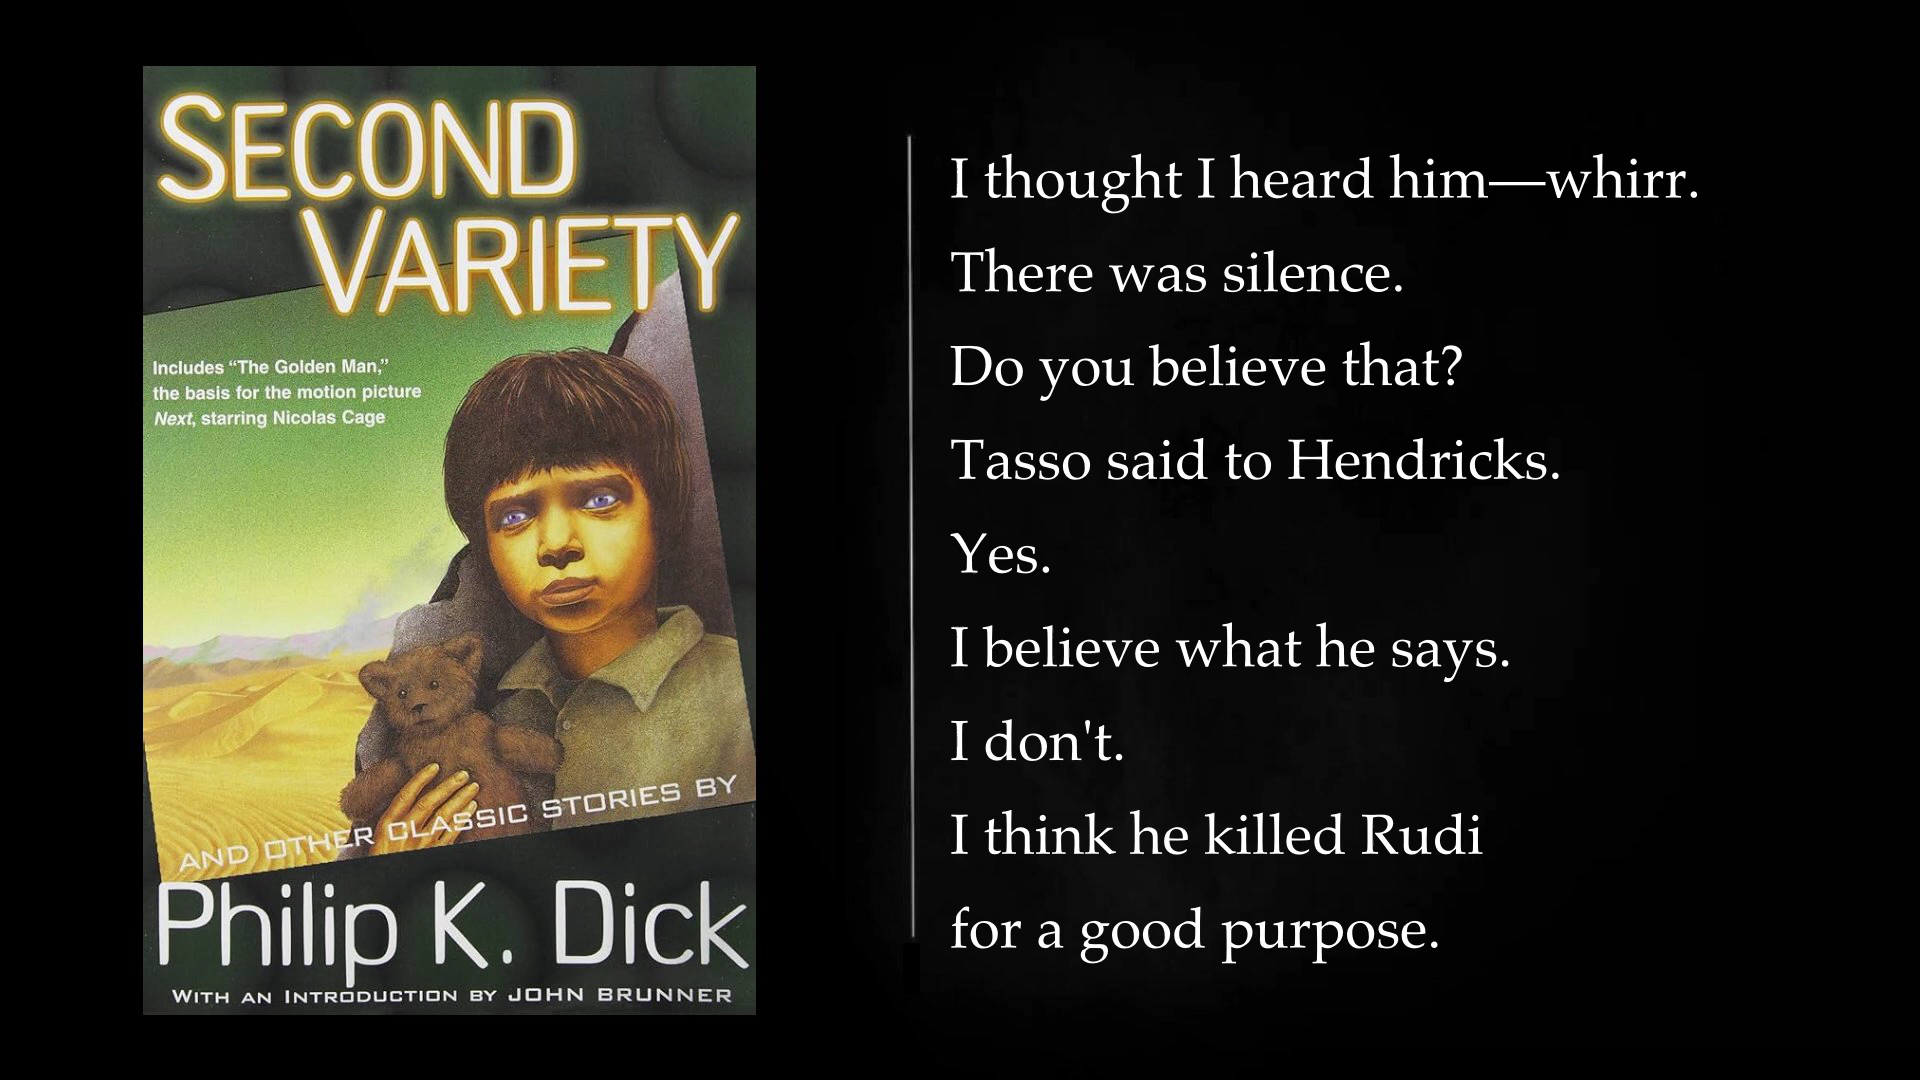 SECOND
VARIETY
Includes “The Golden Man,”
the basis for the motion picture
Next, starring Nicolas Cage
AND OTHER CLASSIC STORIES BY
Philip K. Dick
WITH AN INTRODUCTION BY JOHN BRUNNER
I thought I heard him—whirr.
There was silence.
Do you believe that?
Tasso said to Hendricks.
Yes.
I believe what he says.
I don't.
I think he killed Rudi
for a good purpose.